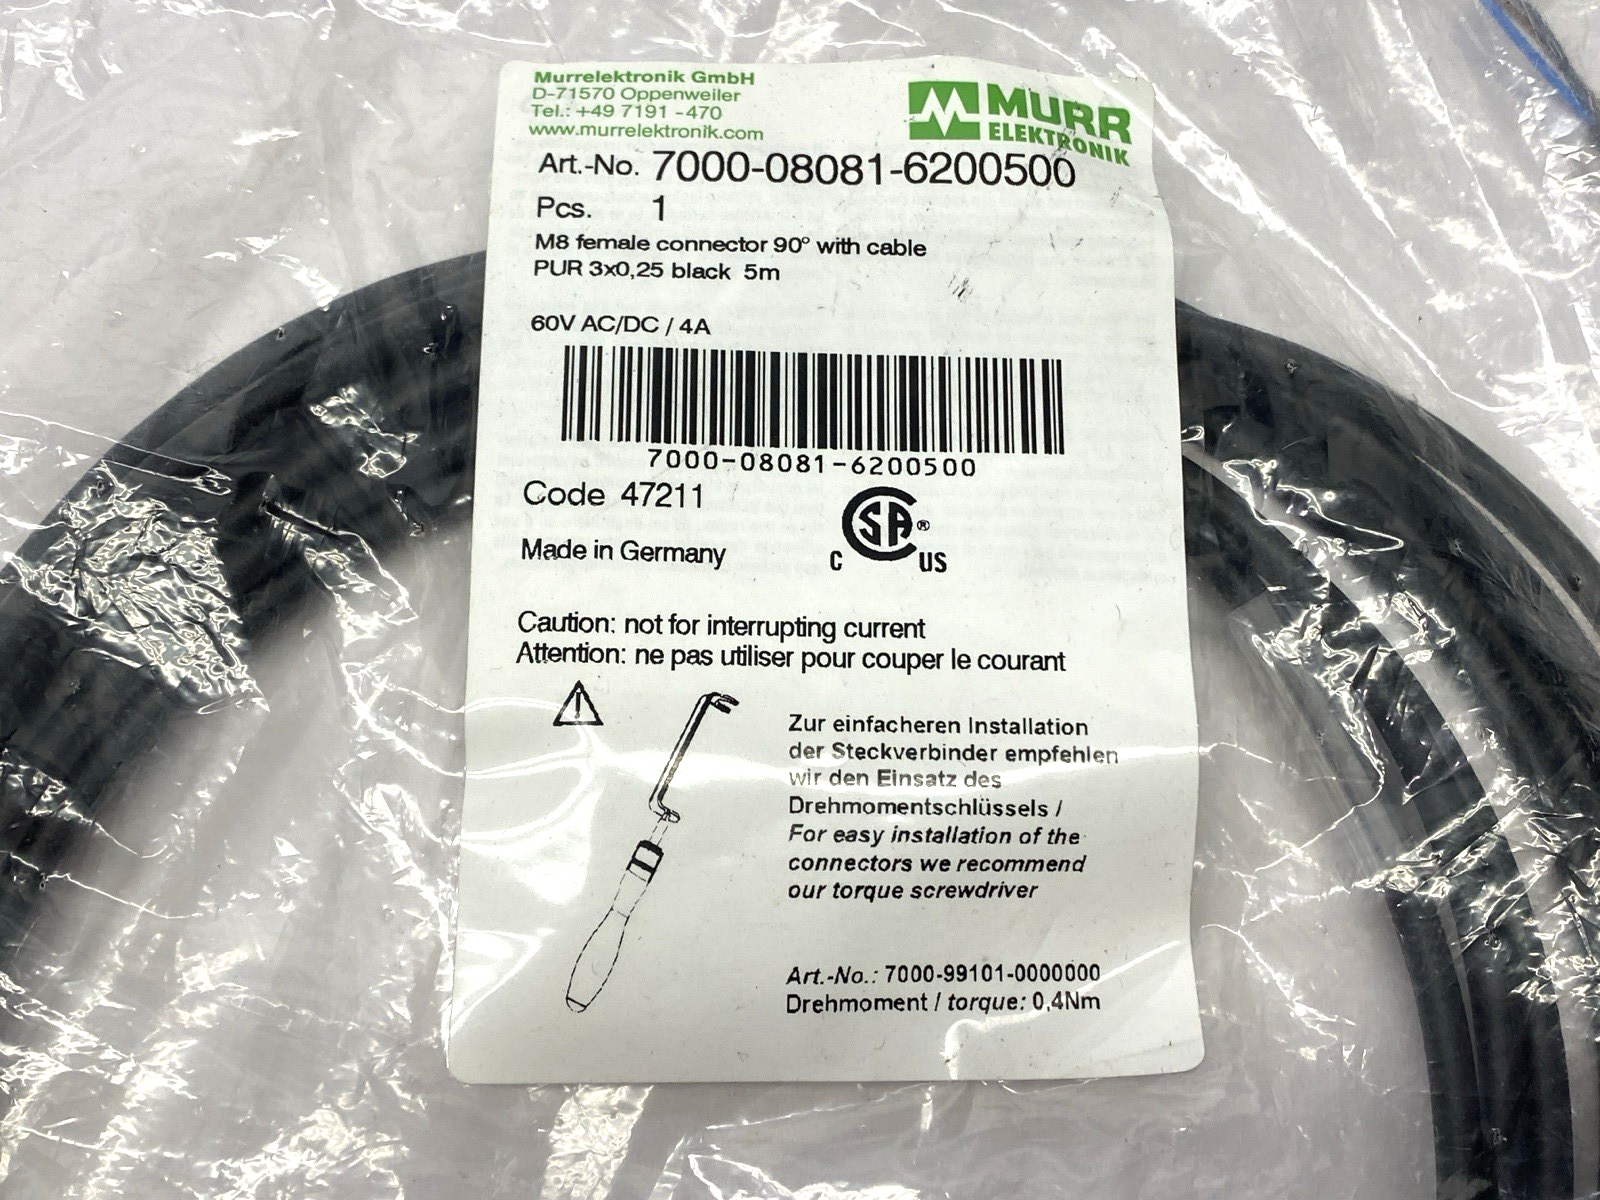 Murrelektronik GmbH
D-71570 Oppenweiler
Tel.: +49 7191 -470
www.murrelektronik.com
MURR
ELEKTRONIK
Art.-No. 7000-08081-6200500
Pcs. 1
M8 female connector 90° with cable
PUR 3x0,25 black 5m
60V AC/DC / 4A
7000-08081-6200500
Code 47211
Made in Germany
C SA ® C US
Caution: not for interrupting current
Attention: ne pas utiliser pour couper le courant
Zur einfacheren Installation
der Steckverbinder empfehlen
wir den Einsatz des
Drehmomentschlüssels /
For easy installation of the
connectors we recommend
our torque screwdriver
Art.-No.: 7000-99101-0000000
Drehmoment / torque: 0,4Nm